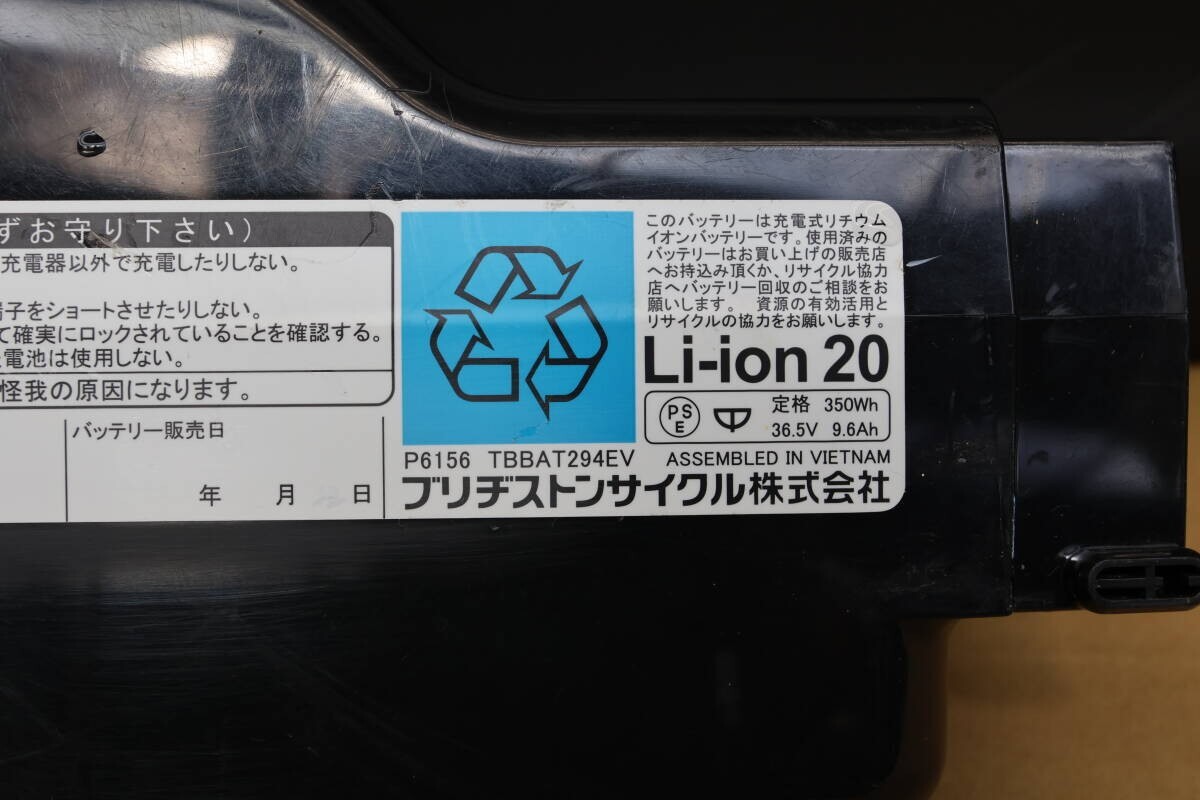 ずお守り下さい）
充電器以外で充電したりしない。
子をショートさせたりしない。
て確実にロックされていることを確認する。
電池は使用しない。
怪我の原因になります。
バッテリー販売日
年 月 日
このバッテリーは充電式リチウム
イオンバッテリーです。使用済みの
バッテリーはお買い上げの販売店
へお持込み頂くか、リサイクル協力
店へバッテリー回収のご相談をお
願いします。 資源の有効活用と
リサイクルの協力をお願いします。
Li-ion 20
PSE 定格 350Wh
36.5V 9.6Ah
P6156 TBBAT294EV ASSEMBLED IN VIETNAM
ブリヂストンサイクル株式会社